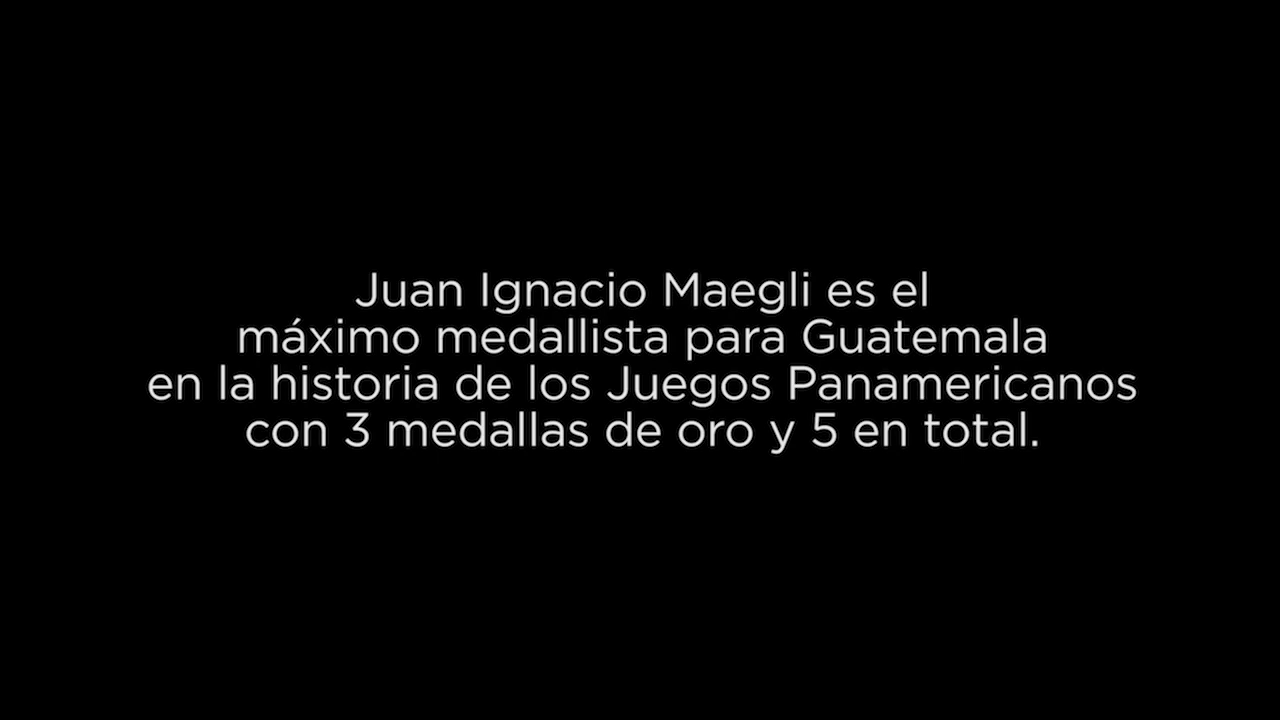 Juan Ignacio Maegli es el
máximo medallista para Guatemala
en la historia de los Juegos Panamericanos
con 3 medallas de oro y 5 en total.